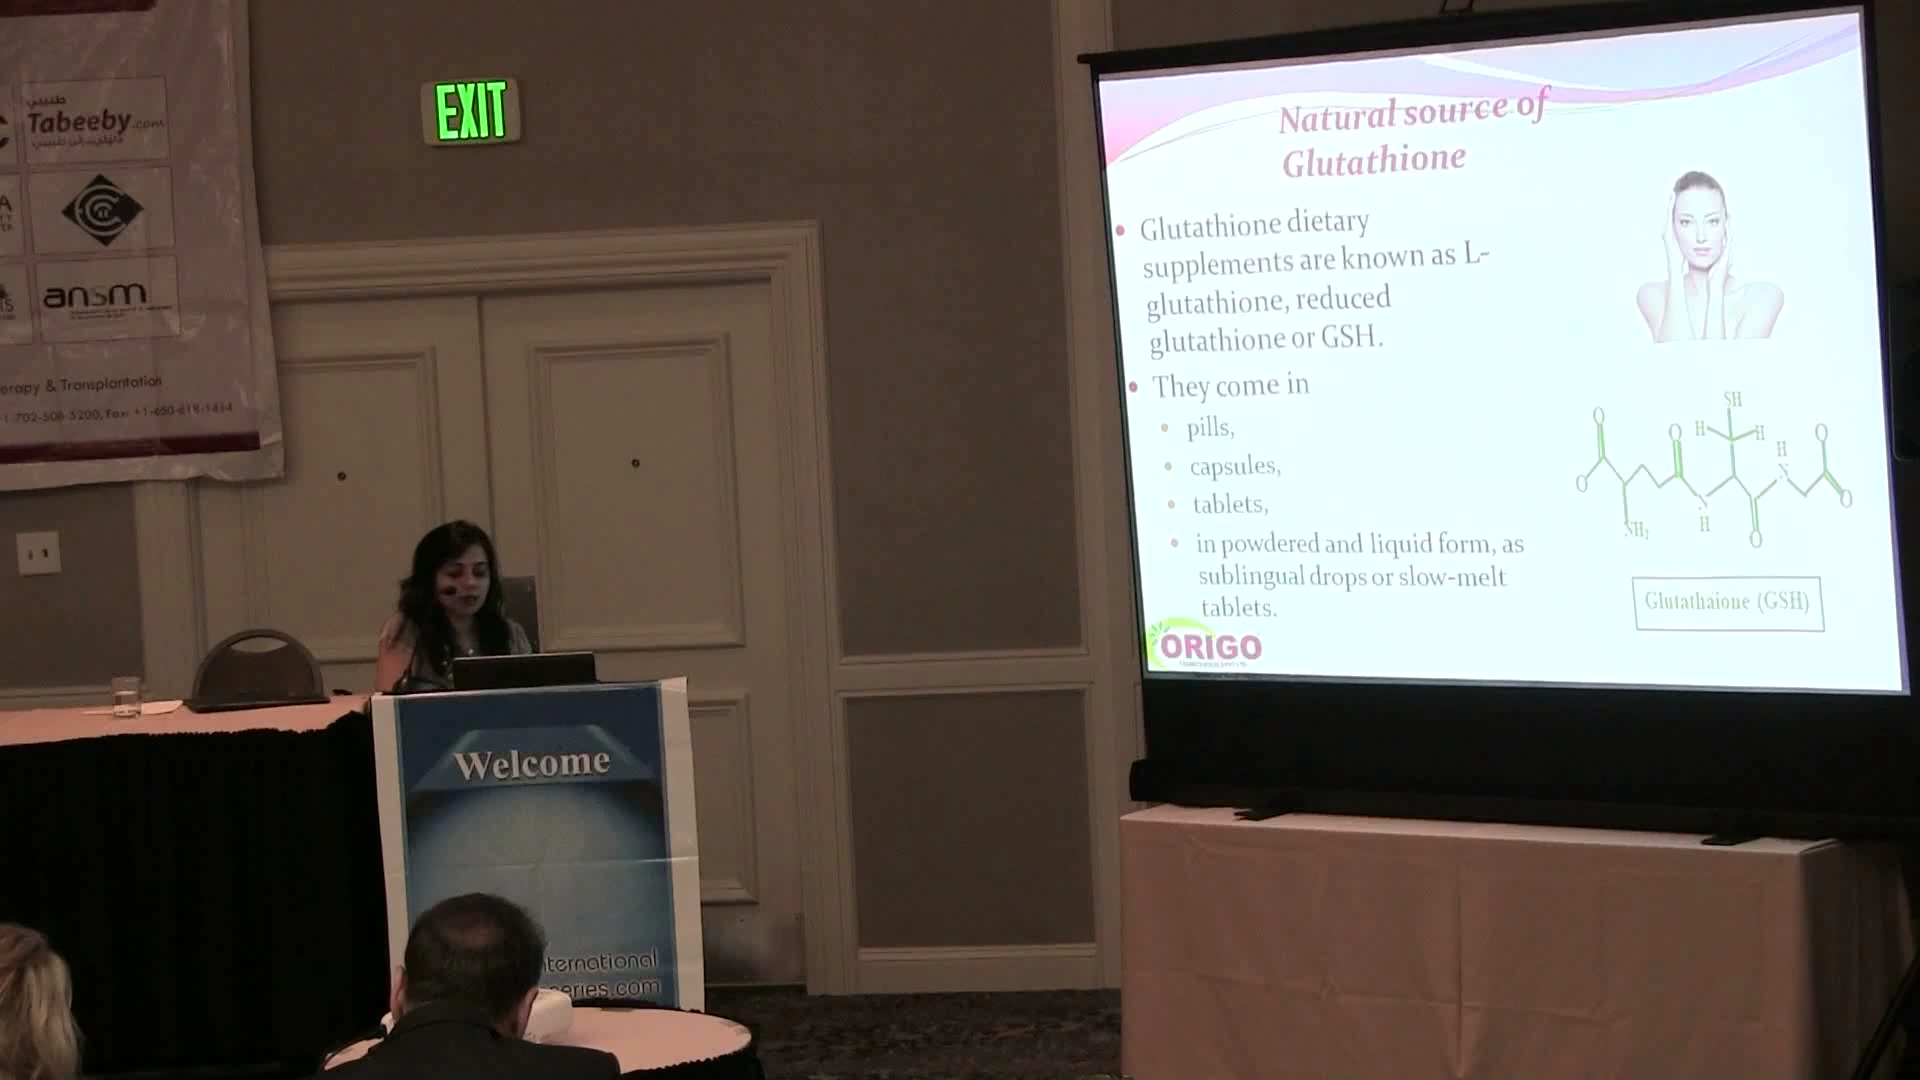 طبيبي
Tabeeby.com
ansm
erapy & Transplantation
EXIT
Natural source of
Glutathione
• Glutathione dietary
supplements are known as L-
glutathione, reduced
glutathione or GSH.
• They come in
• pills,
• capsules,
• tablets,
• in powdered and liquid form, as
sublingual drops or slow-melt
tablets.
SH
O
O
H
H
H
O
O
N
O
N
H
NH2
O
Glutathaione (GSH)
ORIGO
Welcome
ternational
eries.com